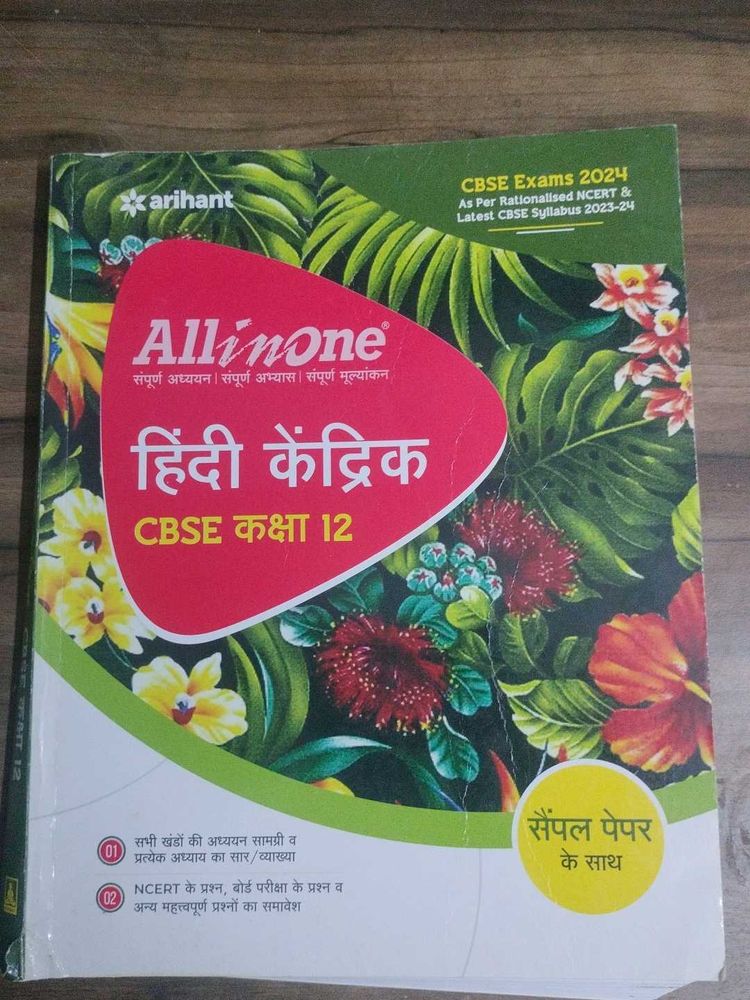 arihant
CBSE Exams 2024
As Per Rationalised NCERT &
Latest CBSE Syllabus 2023-24
All in One®
संपूर्ण अध्ययन | संपूर्ण अभ्यास | संपूर्ण मूल्यांकन
हिंदी केंद्रिक
CBSE कक्षा 12
सैंपल पेपर
के साथ
01 सभी खंडों की अध्ययन सामग्री व
प्रत्येक अध्याय का सार/व्याख्या
02 NCERT के प्रश्न, बोर्ड परीक्षा के प्रश्न व
अन्य महत्त्वपूर्ण प्रश्नों का समावेश
कक्षा 12